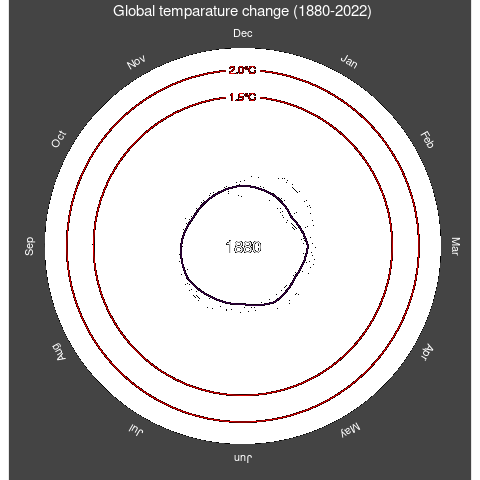 Global temparature change (1880-2022)
Dec
Nov
Jan
2.0°C
1.5°C
Oct
Feb
Sep
1880
Mar
Aug
Apr
Jul
May
Jun